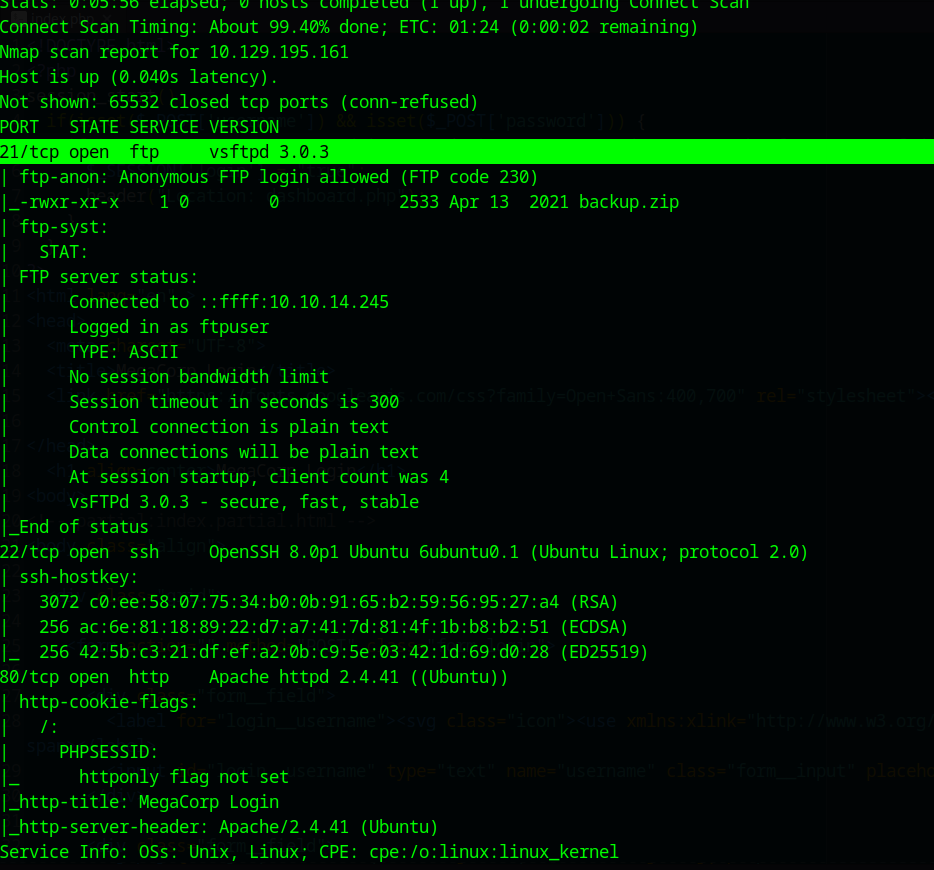 Stats: 0:05:56 elapsed; 0 hosts completed (1 up), 1 undergoing Connect Scan
Connect Scan Timing: About 99.40% done; ETC: 01:24 (0:00:02 remaining)
Nmap scan report for 10.129.195.161
Host is up (0.040s latency).
Not shown: 65532 closed tcp ports (conn-refused)
PORT   STATE SERVICE VERSION
21/tcp open  ftp     vsftpd 3.0.3
| ftp-anon: Anonymous FTP login allowed (FTP code 230)
|_-rwxr-xr-x    1 0        0            2533 Apr 13  2021 backup.zip
| ftp-syst:
|   STAT:
| FTP server status:
|      Connected to ::ffff:10.10.14.245
|      Logged in as ftpuser
|      TYPE: ASCII
|      No session bandwidth limit
|      Session timeout in seconds is 300
|      Control connection is plain text
|      Data connections will be plain text
|      At session startup, client count was 4
|      vsFTPd 3.0.3 - secure, fast, stable
|_End of status
22/tcp open  ssh     OpenSSH 8.0p1 Ubuntu 6ubuntu0.1 (Ubuntu Linux; protocol 2.0)
| ssh-hostkey:
|   3072 c0:ee:58:07:75:34:b0:0b:91:65:b2:59:56:95:27:a4 (RSA)
|   256 ac:6e:81:18:89:22:d7:a7:41:7d:81:4f:1b:b8:b2:51 (ECDSA)
|_  256 42:5b:c3:21:df:ef:a2:0b:c9:5e:03:42:1d:69:d0:28 (ED25519)
80/tcp open  http    Apache httpd 2.4.41 ((Ubuntu))
| http-cookie-flags:
|   /:
|     PHPSESSID:
|_      httponly flag not set
|_http-title: MegaCorp Login
|_http-server-header: Apache/2.4.41 (Ubuntu)
Service Info: OSs: Unix, Linux; CPE: cpe:/o:linux:linux_kernel